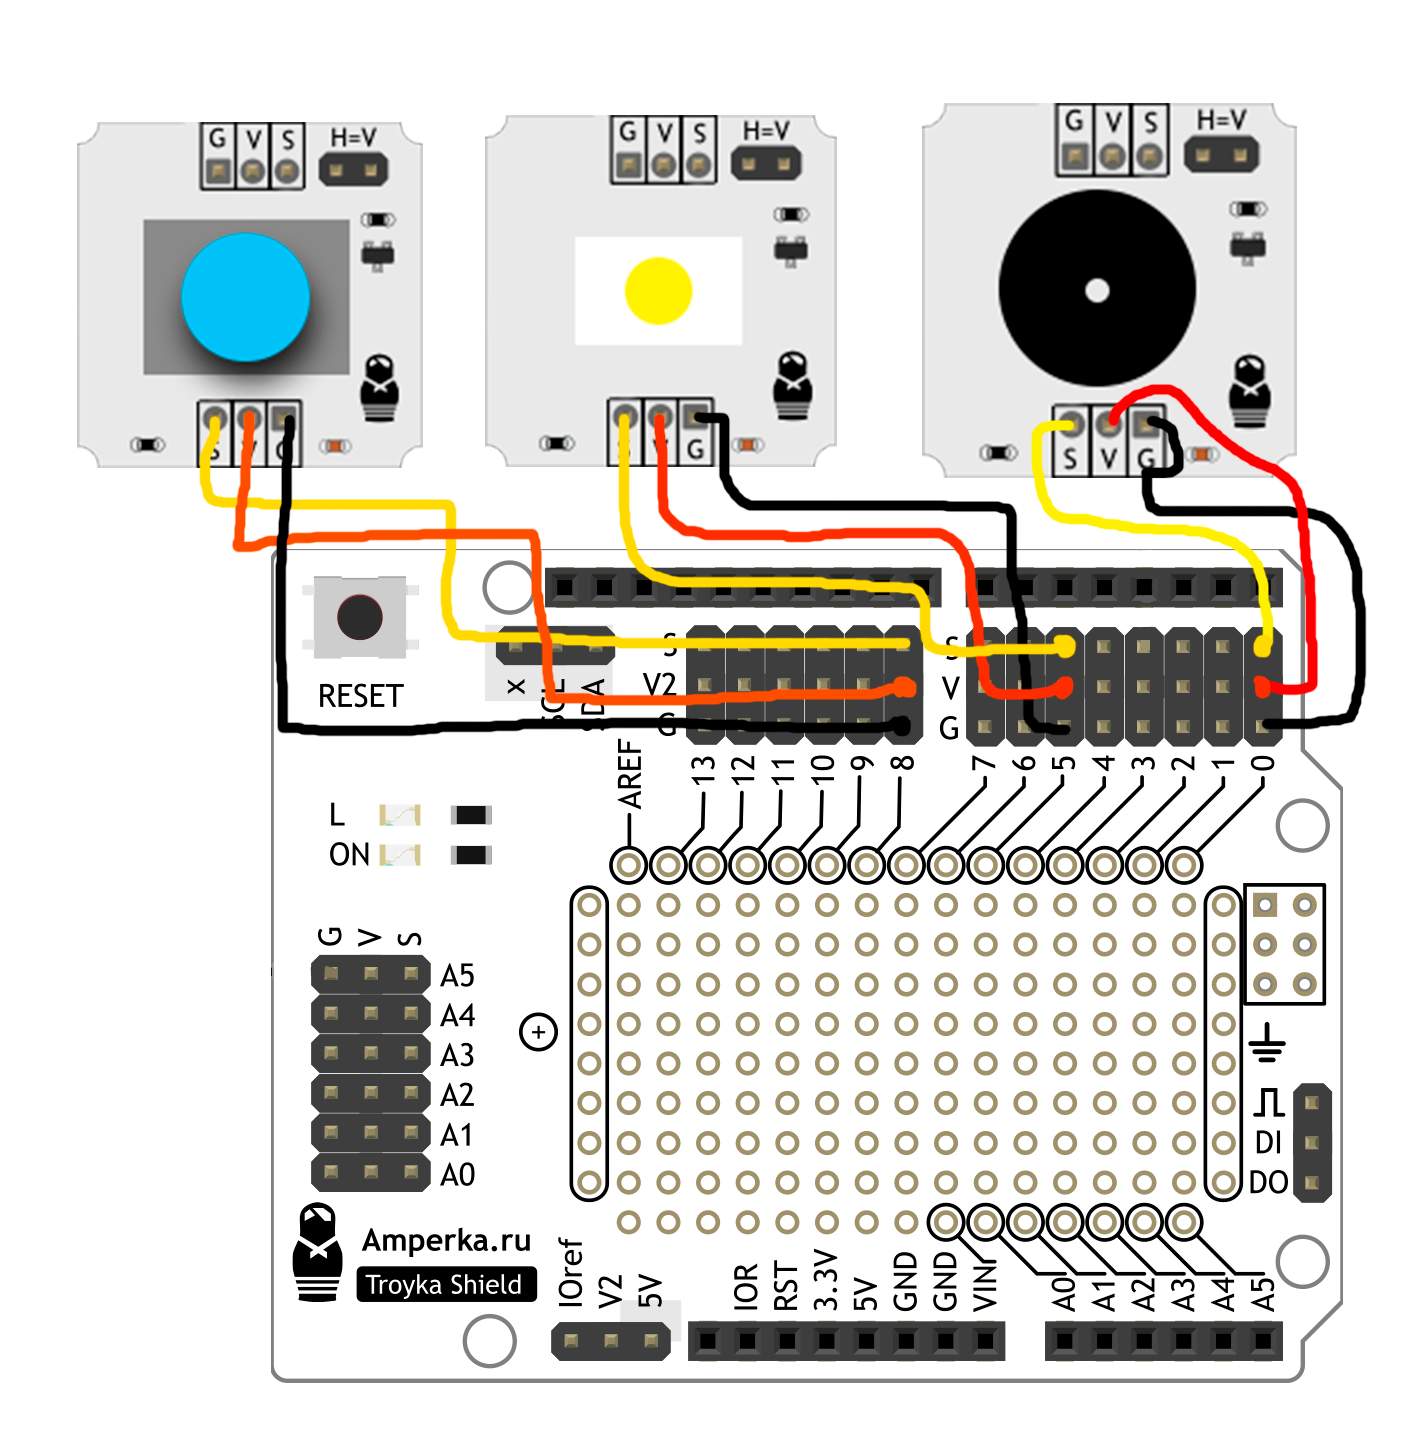 G V S H=V
G V S H=V
G V S H=V
S V G
S V G
S V G
RESET
X SCL SDA
S
V2
G
S
V
G
AREF 13 12 11 10 9 8 7 6 5 4 3 2 1 0
L
ON
G V S
A5
A4
A3
A2
A1
A0
+
DI
DO
Amperka.ru
Troyka Shield
IOref V2 5V IOR RST 3.3V 5V GND GND VIN A0 A1 A2 A3 A4 A5